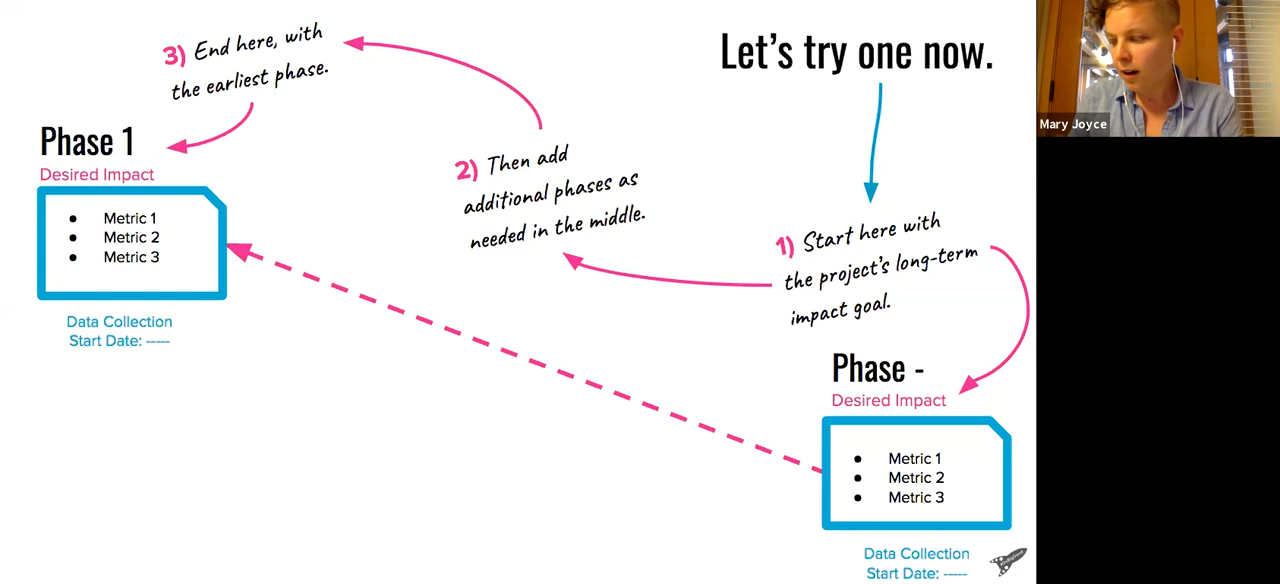 Let's try one now.
1) Start here with
the project's long-term
impact goal.
Phase -
Desired Impact
• Metric 1
• Metric 2
• Metric 3
Data Collection
Start Date: -----
2) Then add
additional phases as
needed in the middle.
3) End here, with
the earliest phase.
Phase 1
Desired Impact
• Metric 1
• Metric 2
• Metric 3
Data Collection
Start Date: -----
Mary Joyce